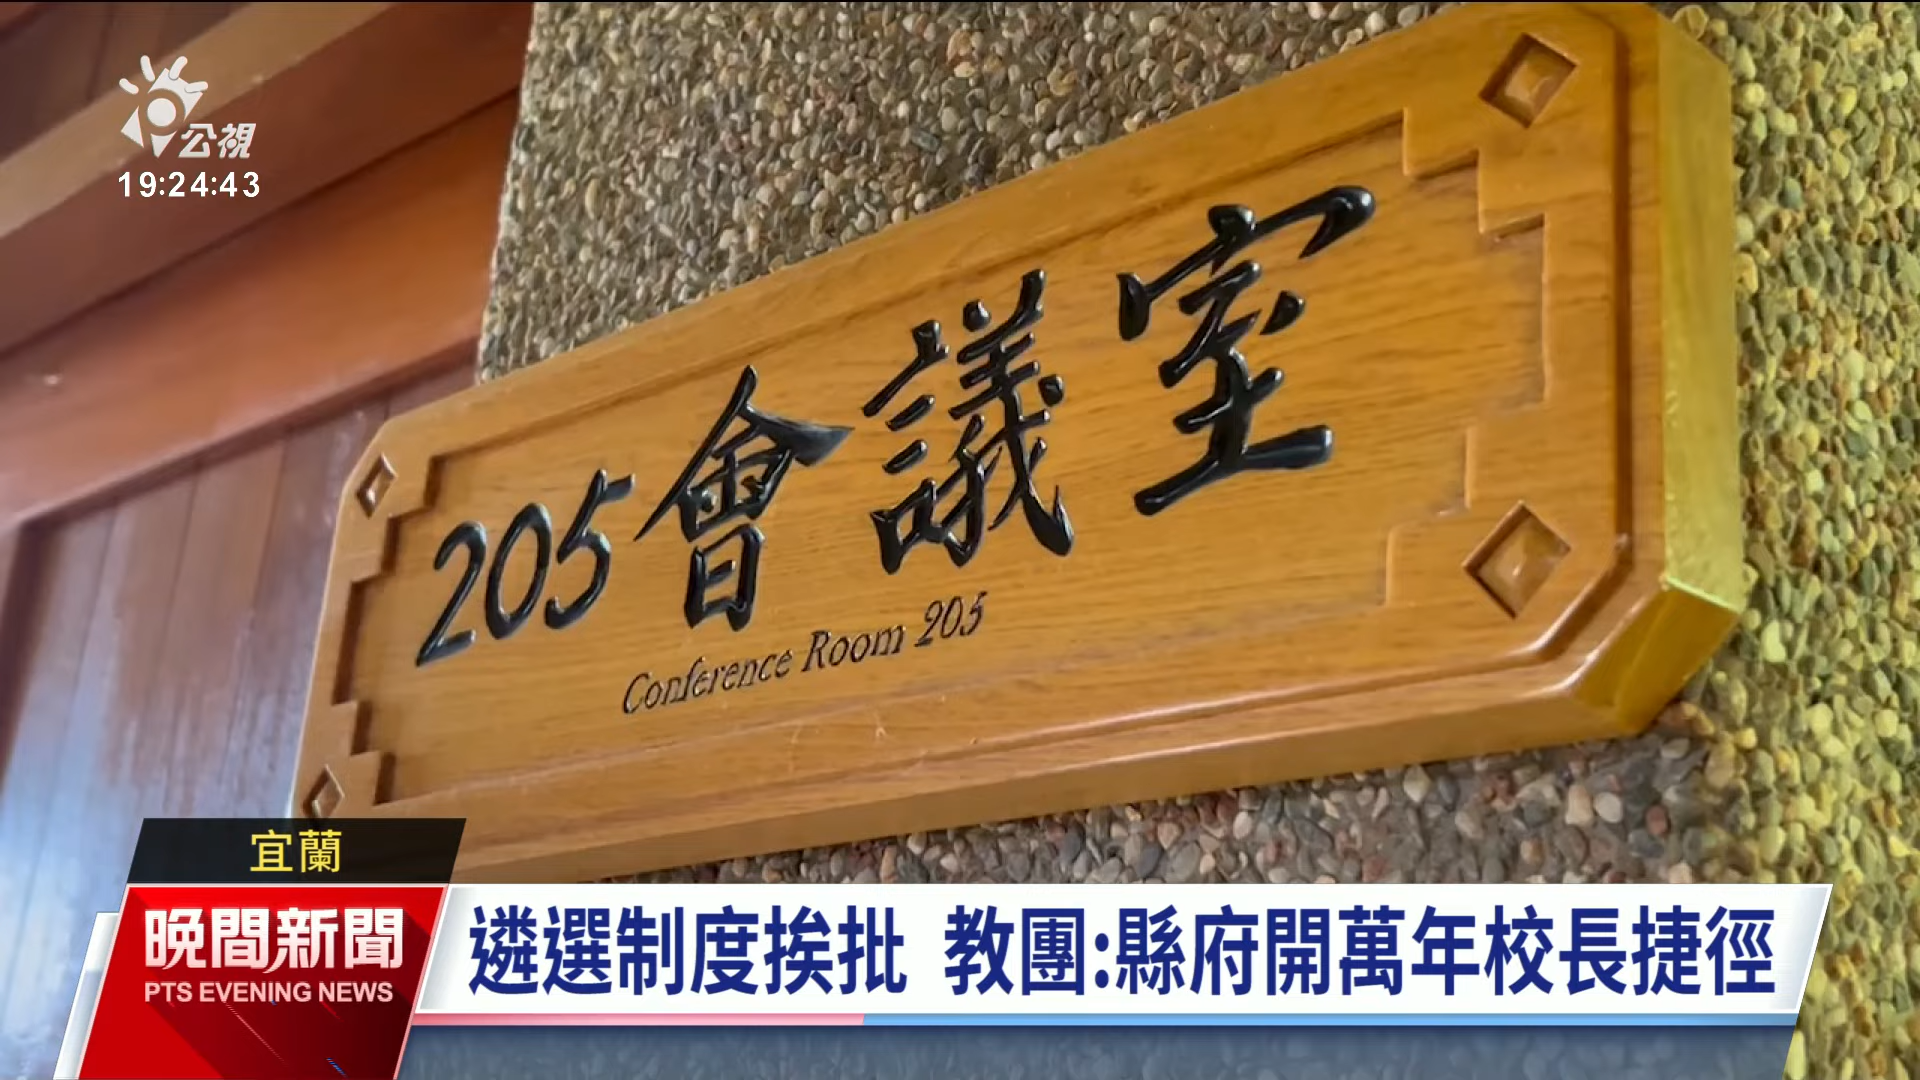 公視
19:24:43
205會議室
Conference Room 205
宜蘭
晚間新聞
PTS EVENING NEWS
遴選制度挨批 教團:縣府開萬年校長捷徑